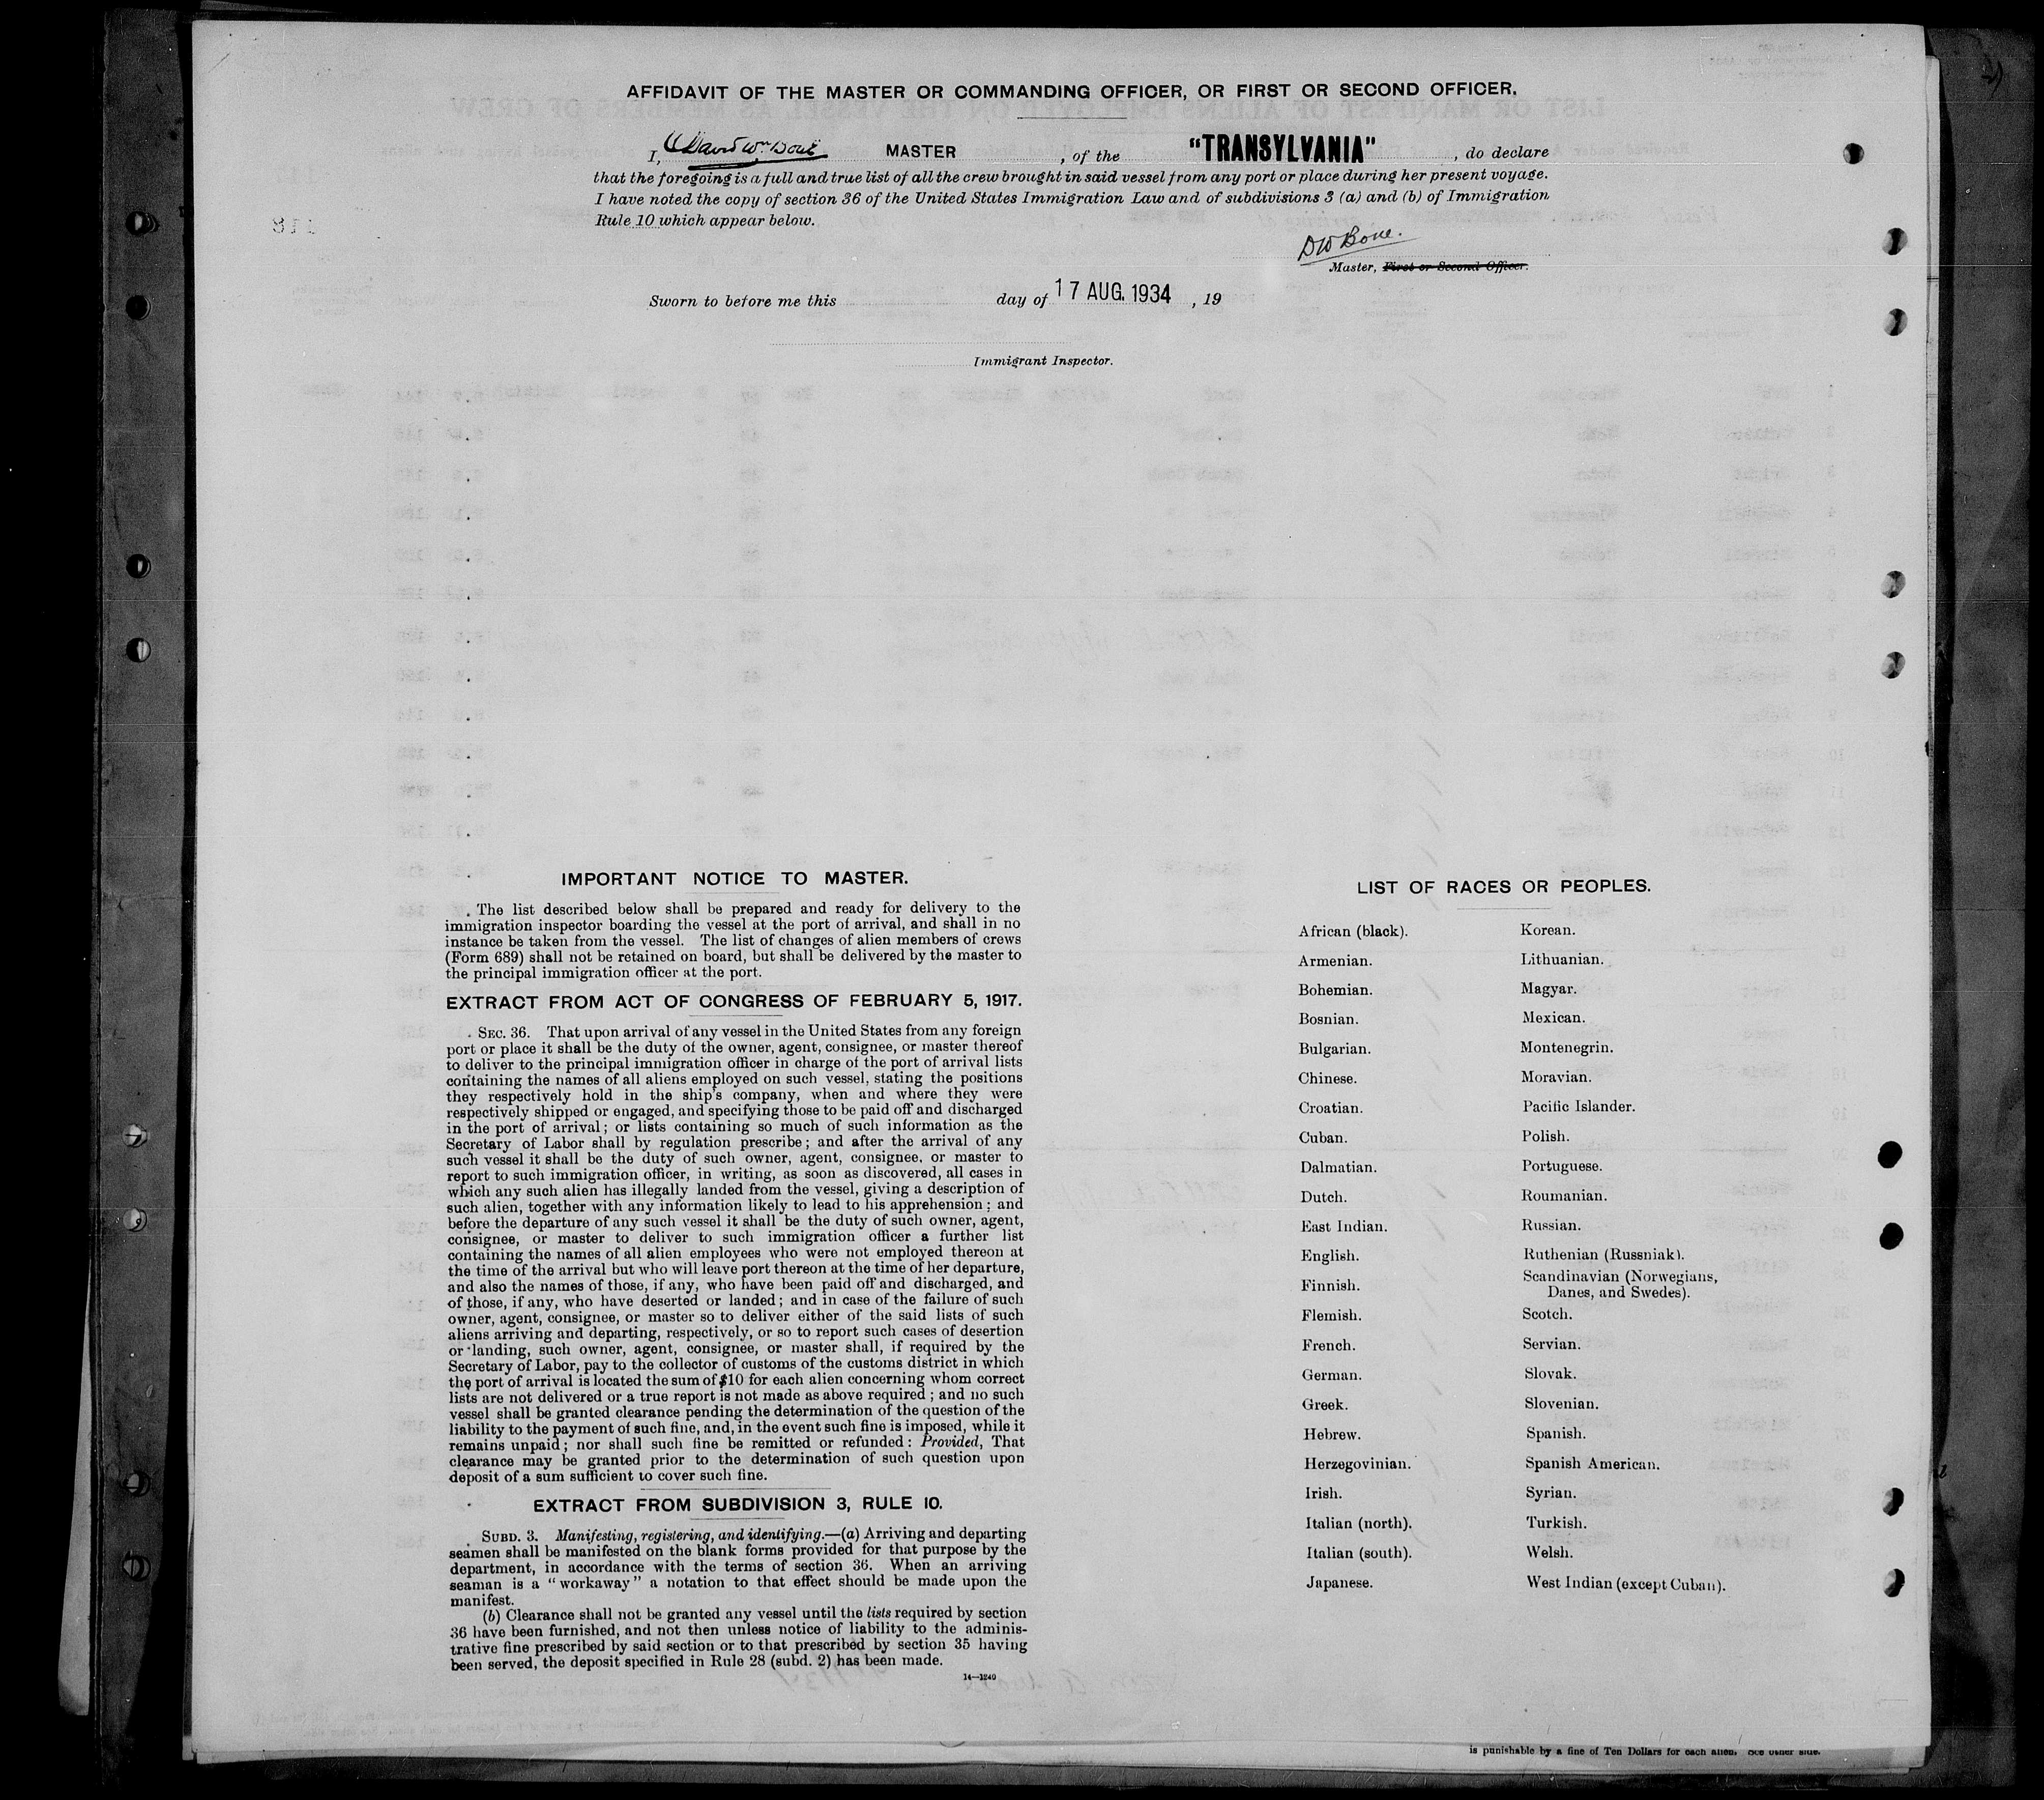 AFFIDAVIT OF THE MASTER OR COMMANDING OFFICER, OR FIRST OR SECOND OFFICER.
I, David Wm Bone MASTER , of the "TRANSYLVANIA" , do declare
that the foregoing is a full and true list of all the crew brought in said vessel from any port or place during her present voyage.
I have noted the copy of section 36 of the United States Immigration Law and of subdivisions 3 (a) and (b) of Immigration
Rule 10 which appear below.
118
DW Bone.
Master, First or Second Officer.
Sworn to before me this day of 17 AUG. 1934 , 19
Immigrant Inspector.
IMPORTANT NOTICE TO MASTER.
The list described below shall be prepared and ready for delivery to the
immigration inspector boarding the vessel at the port of arrival, and shall in no
instance be taken from the vessel. The list of changes of alien members of crews
(Form 689) shall not be retained on board, but shall be delivered by the master to
the principal immigration officer at the port.
EXTRACT FROM ACT OF CONGRESS OF FEBRUARY 5, 1917.
SEC. 36. That upon arrival of any vessel in the United States from any foreign
port or place it shall be the duty of the owner, agent, consignee, or master thereof
to deliver to the principal immigration officer in charge of the port of arrival lists
containing the names of all aliens employed on such vessel, stating the positions
they respectively hold in the ship's company, when and where they were
respectively shipped or engaged, and specifying those to be paid off and discharged
in the port of arrival; or lists containing so much of such information as the
Secretary of Labor shall by regulation prescribe; and after the arrival of any
such vessel it shall be the duty of such owner, agent, consignee, or master to
report to such immigration officer, in writing, as soon as discovered, all cases in
which any such alien has illegally landed from the vessel, giving a description of
such alien, together with any information likely to lead to his apprehension; and
before the departure of any such vessel it shall be the duty of such owner, agent,
consignee, or master to deliver to such immigration officer a further list
containing the names of all alien employees who were not employed thereon at
the time of the arrival but who will leave port thereon at the time of her departure,
and also the names of those, if any, who have been paid off and discharged, and
of those, if any, who have deserted or landed; and in case of the failure of such
owner, agent, consignee, or master so to deliver either of the said lists of such
aliens arriving and departing, respectively, or so to report such cases of desertion
or landing, such owner, agent, consignee, or master shall, if required by the
Secretary of Labor, pay to the collector of customs of the customs district in which
the port of arrival is located the sum of $10 for each alien concerning whom correct
lists are not delivered or a true report is not made as above required; and no such
vessel shall be granted clearance pending the determination of the question of the
liability to the payment of such fine, and, in the event such fine is imposed, while it
remains unpaid; nor shall such fine be remitted or refunded: Provided, That
clearance may be granted prior to the determination of such question upon
deposit of a sum sufficient to cover such fine.
EXTRACT FROM SUBDIVISION 3, RULE 10.
SUBD. 3. Manifesting, registering, and identifying.—(a) Arriving and departing
seamen shall be manifested on the blank forms provided for that purpose by the
department, in accordance with the terms of section 36. When an arriving
seaman is a "workaway" a notation to that effect should be made upon the
manifest.
(b) Clearance shall not be granted any vessel until the lists required by section
36 have been furnished, and not then unless notice of liability to the adminis-
trative fine prescribed by said section or to that prescribed by section 35 having
been served, the deposit specified in Rule 28 (subd. 2) has been made.
14—1240
LIST OF RACES OR PEOPLES.
African (black).
Armenian.
Bohemian.
Bosnian.
Bulgarian.
Chinese.
Croatian.
Cuban.
Dalmatian.
Dutch.
East Indian.
English.
Finnish.
Flemish.
French.
German.
Greek.
Hebrew.
Herzegovinian.
Irish.
Italian (north).
Italian (south).
Japanese.
Korean.
Lithuanian.
Magyar.
Mexican.
Montenegrin.
Moravian.
Pacific Islander.
Polish.
Portuguese.
Roumanian.
Russian.
Ruthenian (Russniak).
Scandinavian (Norwegians,
Danes, and Swedes).
Scotch.
Servian.
Slovak.
Slovenian.
Spanish.
Spanish American.
Syrian.
Turkish.
Welsh.
West Indian (except Cuban).
is punishable by a fine of Ten Dollars for each alien. See other side.